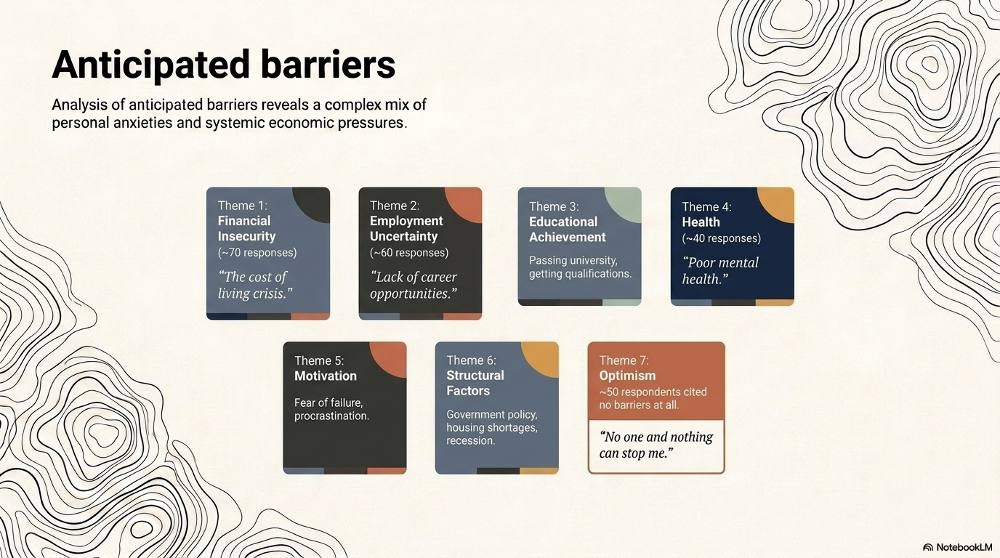 Anticipated barriers
Analysis of anticipated barriers reveals a complex mix of
personal anxieties and systemic economic pressures.
Theme 1:
Financial
Insecurity
(~70 responses)
“The cost of
living crisis.”
Theme 2:
Employment
Uncertainty
(~60 responses)
“Lack of career
opportunities.”
Theme 3:
Educational
Achievement
Passing university,
getting qualifications.
Theme 4:
Health
(~40 responses)
“Poor mental
health.”
Theme 5:
Motivation
Fear of failure,
procrastination.
Theme 6:
Structural
Factors
Government policy,
housing shortages,
recession.
Theme 7:
Optimism
~50 respondents cited
no barriers at all.
“No one and nothing
can stop me.”
NotebookLM